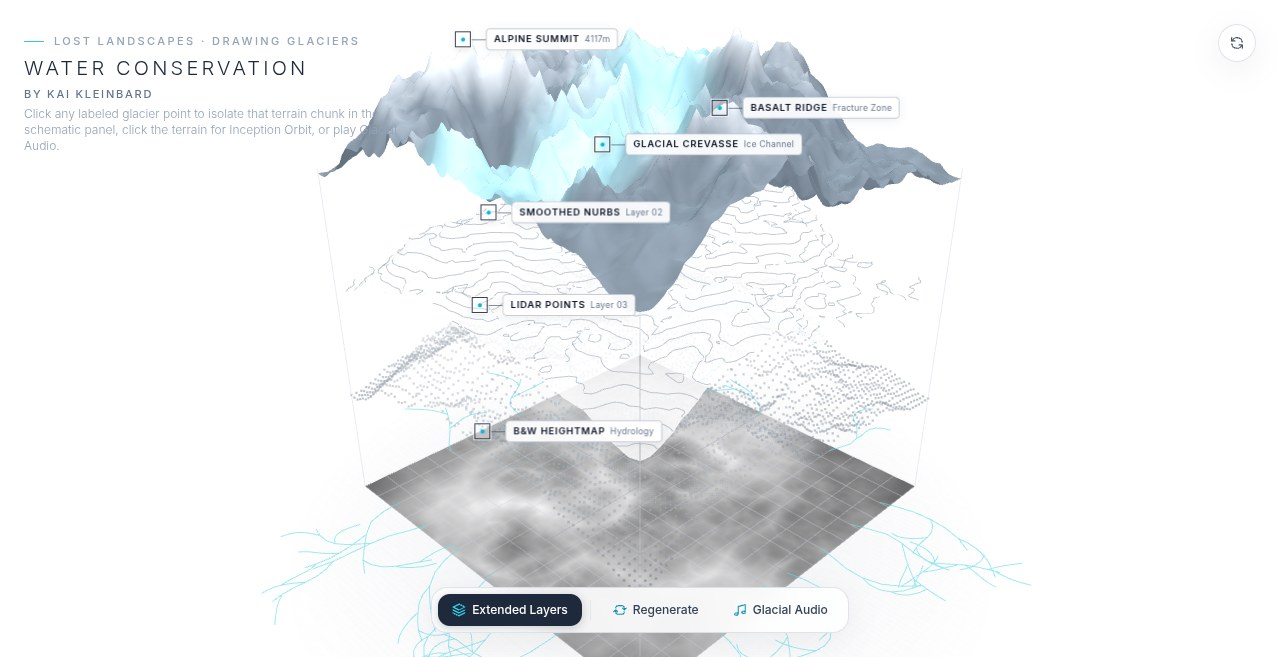 LOST LANDSCAPES · DRAWING GLACIERS
WATER CONSERVATION
BY KAI KLEINBARD
Click any labeled glacier point to isolate that terrain chunk in the
schematic panel, click the terrain for Inception Orbit, or play Glacial
Audio.
ALPINE SUMMIT 4117m
BASALT RIDGE Fracture Zone
GLACIAL CREVASSE Ice Channel
SMOOTHED NURBS Layer 02
LIDAR POINTS Layer 03
B&W HEIGHTMAP Hydrology
Extended Layers
Regenerate
Glacial Audio